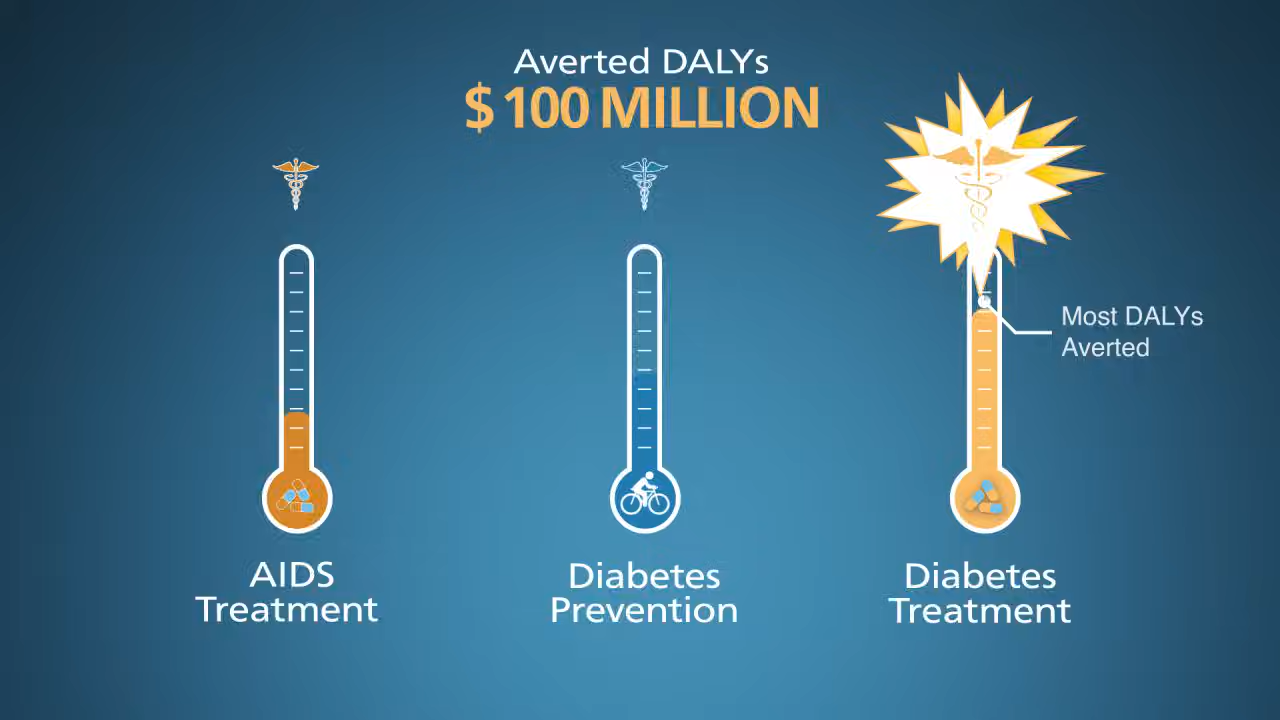 Averted DALYs
$ 100 MILLION
Most DALYs
Averted
AIDS
Treatment
Diabetes
Prevention
Diabetes
Treatment